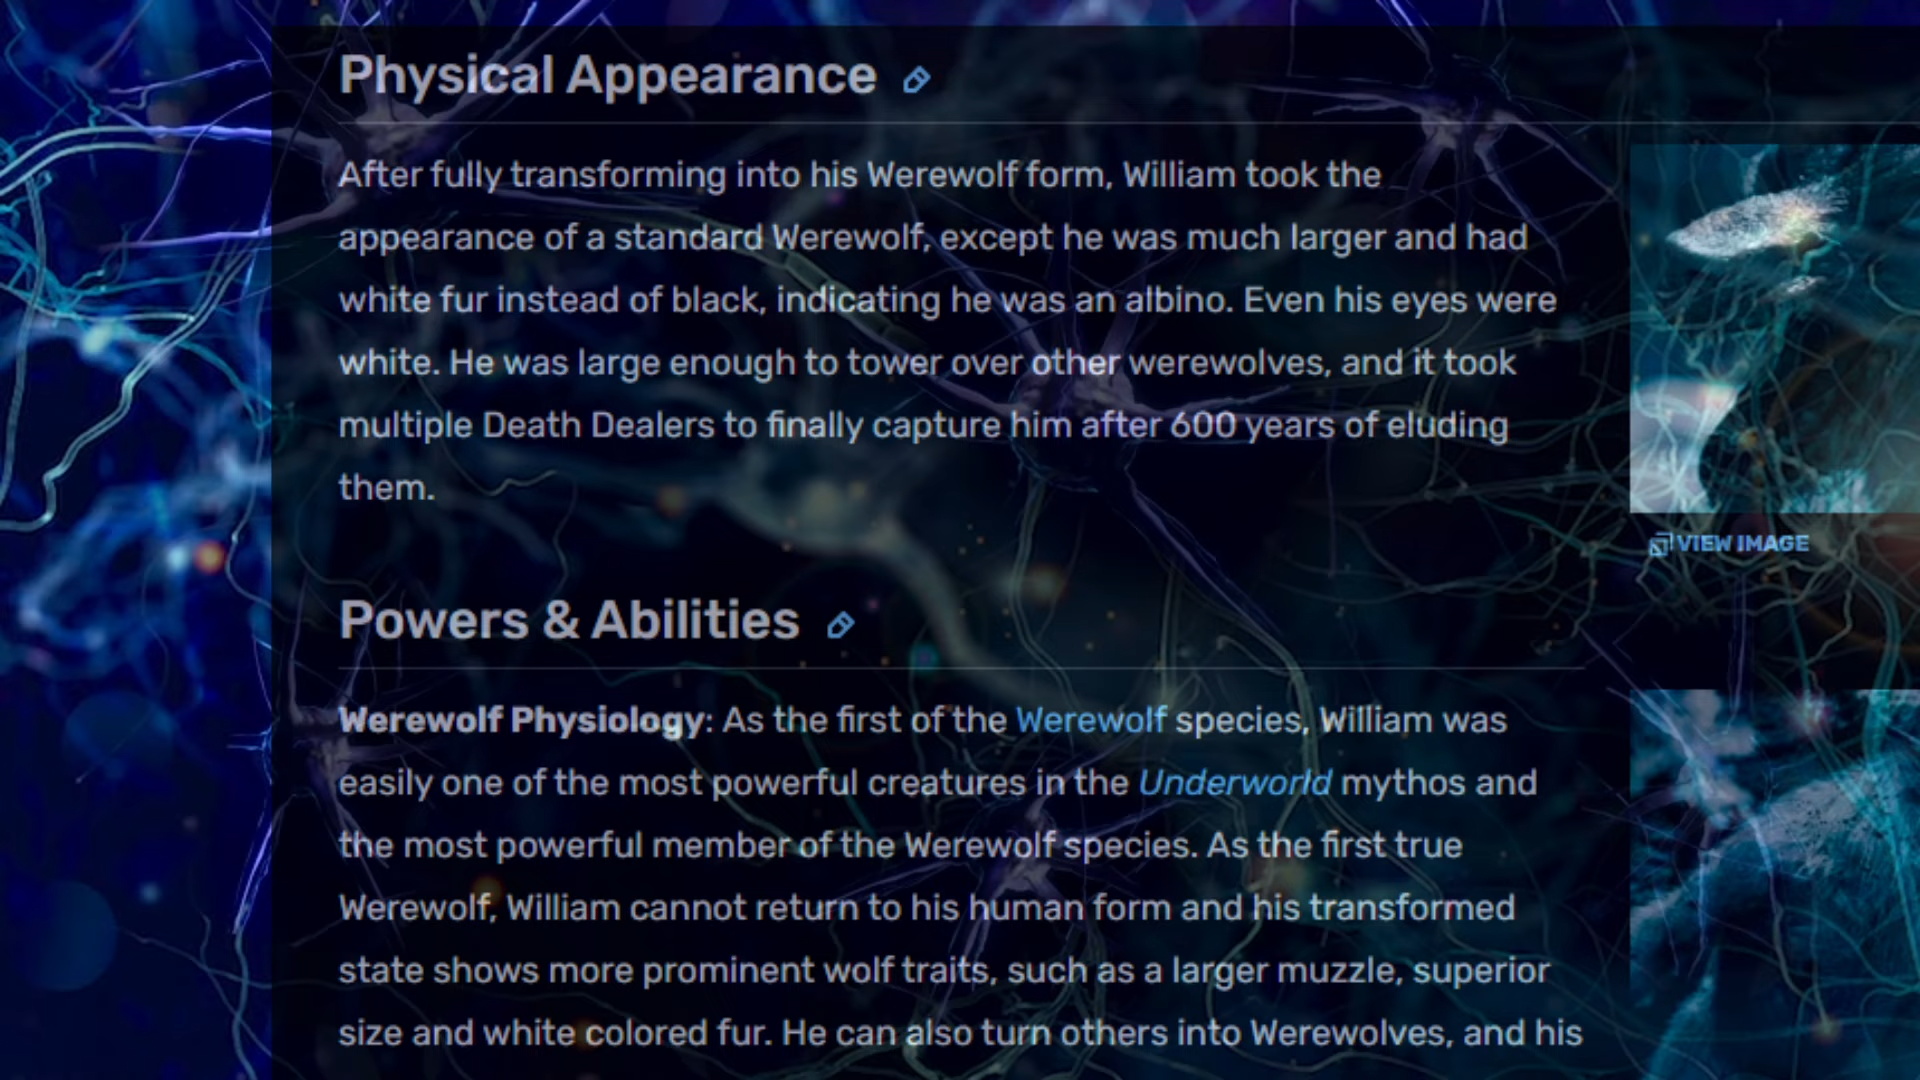 Physical Appearance
After fully transforming into his Werewolf form, William took the
appearance of a standard Werewolf, except he was much larger and had
white fur instead of black, indicating he was an albino. Even his eyes were
white. He was large enough to tower over other werewolves, and it took
multiple Death Dealers to finally capture him after 600 years of eluding
them.
VIEW IMAGE
Powers & Abilities
Werewolf Physiology: As the first of the Werewolf species, William was
easily one of the most powerful creatures in the Underworld mythos and
the most powerful member of the Werewolf species. As the first true
Werewolf, William cannot return to his human form and his transformed
state shows more prominent wolf traits, such as a larger muzzle, superior
size and white colored fur. He can also turn others into Werewolves, and his